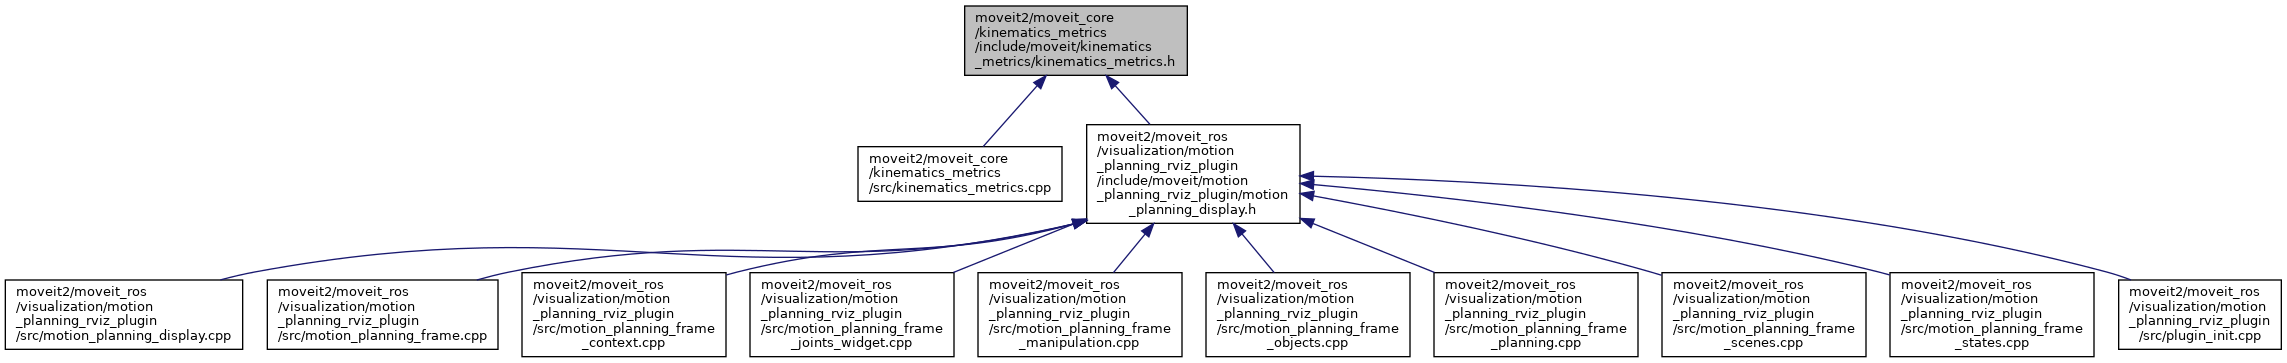 moveit2/moveit_core
/kinematics_metrics
/include/moveit/kinematics
_metrics/kinematics_metrics.h
moveit2/moveit_core
/kinematics_metrics
/src/kinematics_metrics.cpp
moveit2/moveit_ros
/visualization/motion
_planning_rviz_plugin
/include/moveit/motion
_planning_rviz_plugin/motion
_planning_display.h
moveit2/moveit_ros
/visualization/motion
_planning_rviz_plugin
/src/motion_planning_display.cpp
moveit2/moveit_ros
/visualization/motion
_planning_rviz_plugin
/src/motion_planning_frame.cpp
moveit2/moveit_ros
/visualization/motion
_planning_rviz_plugin
/src/motion_planning_frame
_context.cpp
moveit2/moveit_ros
/visualization/motion
_planning_rviz_plugin
/src/motion_planning_frame
_joints_widget.cpp
moveit2/moveit_ros
/visualization/motion
_planning_rviz_plugin
/src/motion_planning_frame
_manipulation.cpp
moveit2/moveit_ros
/visualization/motion
_planning_rviz_plugin
/src/motion_planning_frame
_objects.cpp
moveit2/moveit_ros
/visualization/motion
_planning_rviz_plugin
/src/motion_planning_frame
_planning.cpp
moveit2/moveit_ros
/visualization/motion
_planning_rviz_plugin
/src/motion_planning_frame
_scenes.cpp
moveit2/moveit_ros
/visualization/motion
_planning_rviz_plugin
/src/motion_planning_frame
_states.cpp
moveit2/moveit_ros
/visualization/motion
_planning_rviz_plugin
/src/plugin_init.cpp